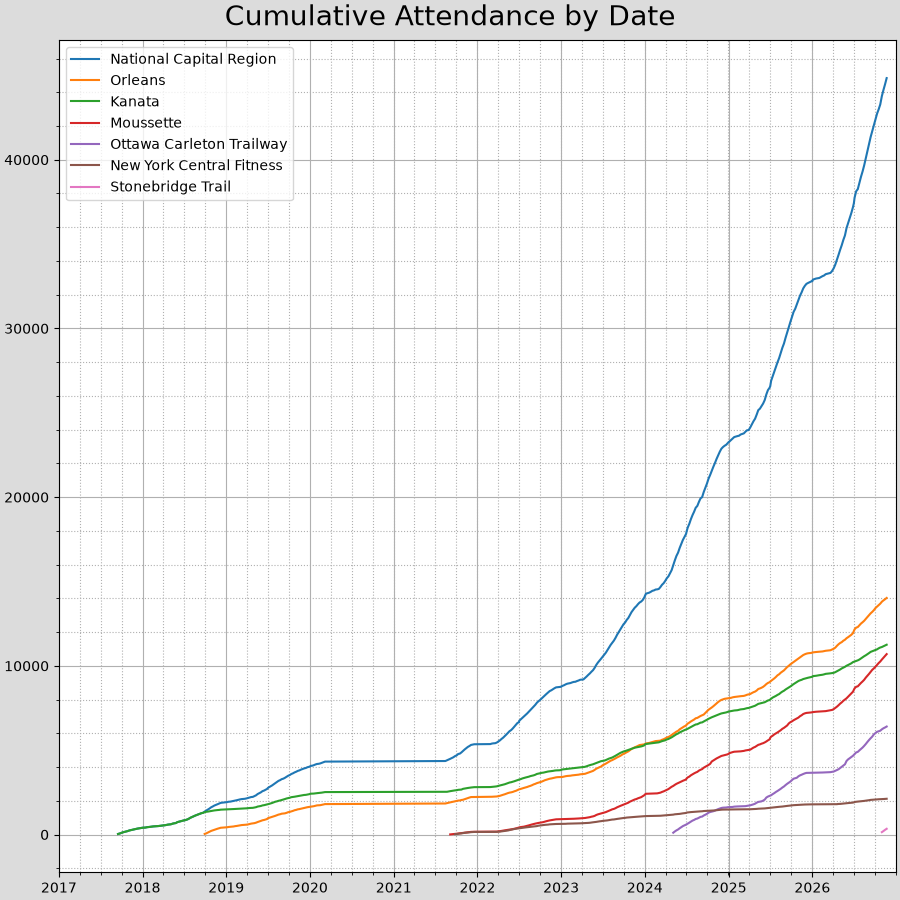 Cumulative Attendance by Date
National Capital Region
Orleans
Kanata
Moussette
Ottawa Carleton Trailway
New York Central Fitness
Stonebridge Trail
40000
30000
20000
10000
0
2017 2018 2019 2020 2021 2022 2023 2024 2025 2026